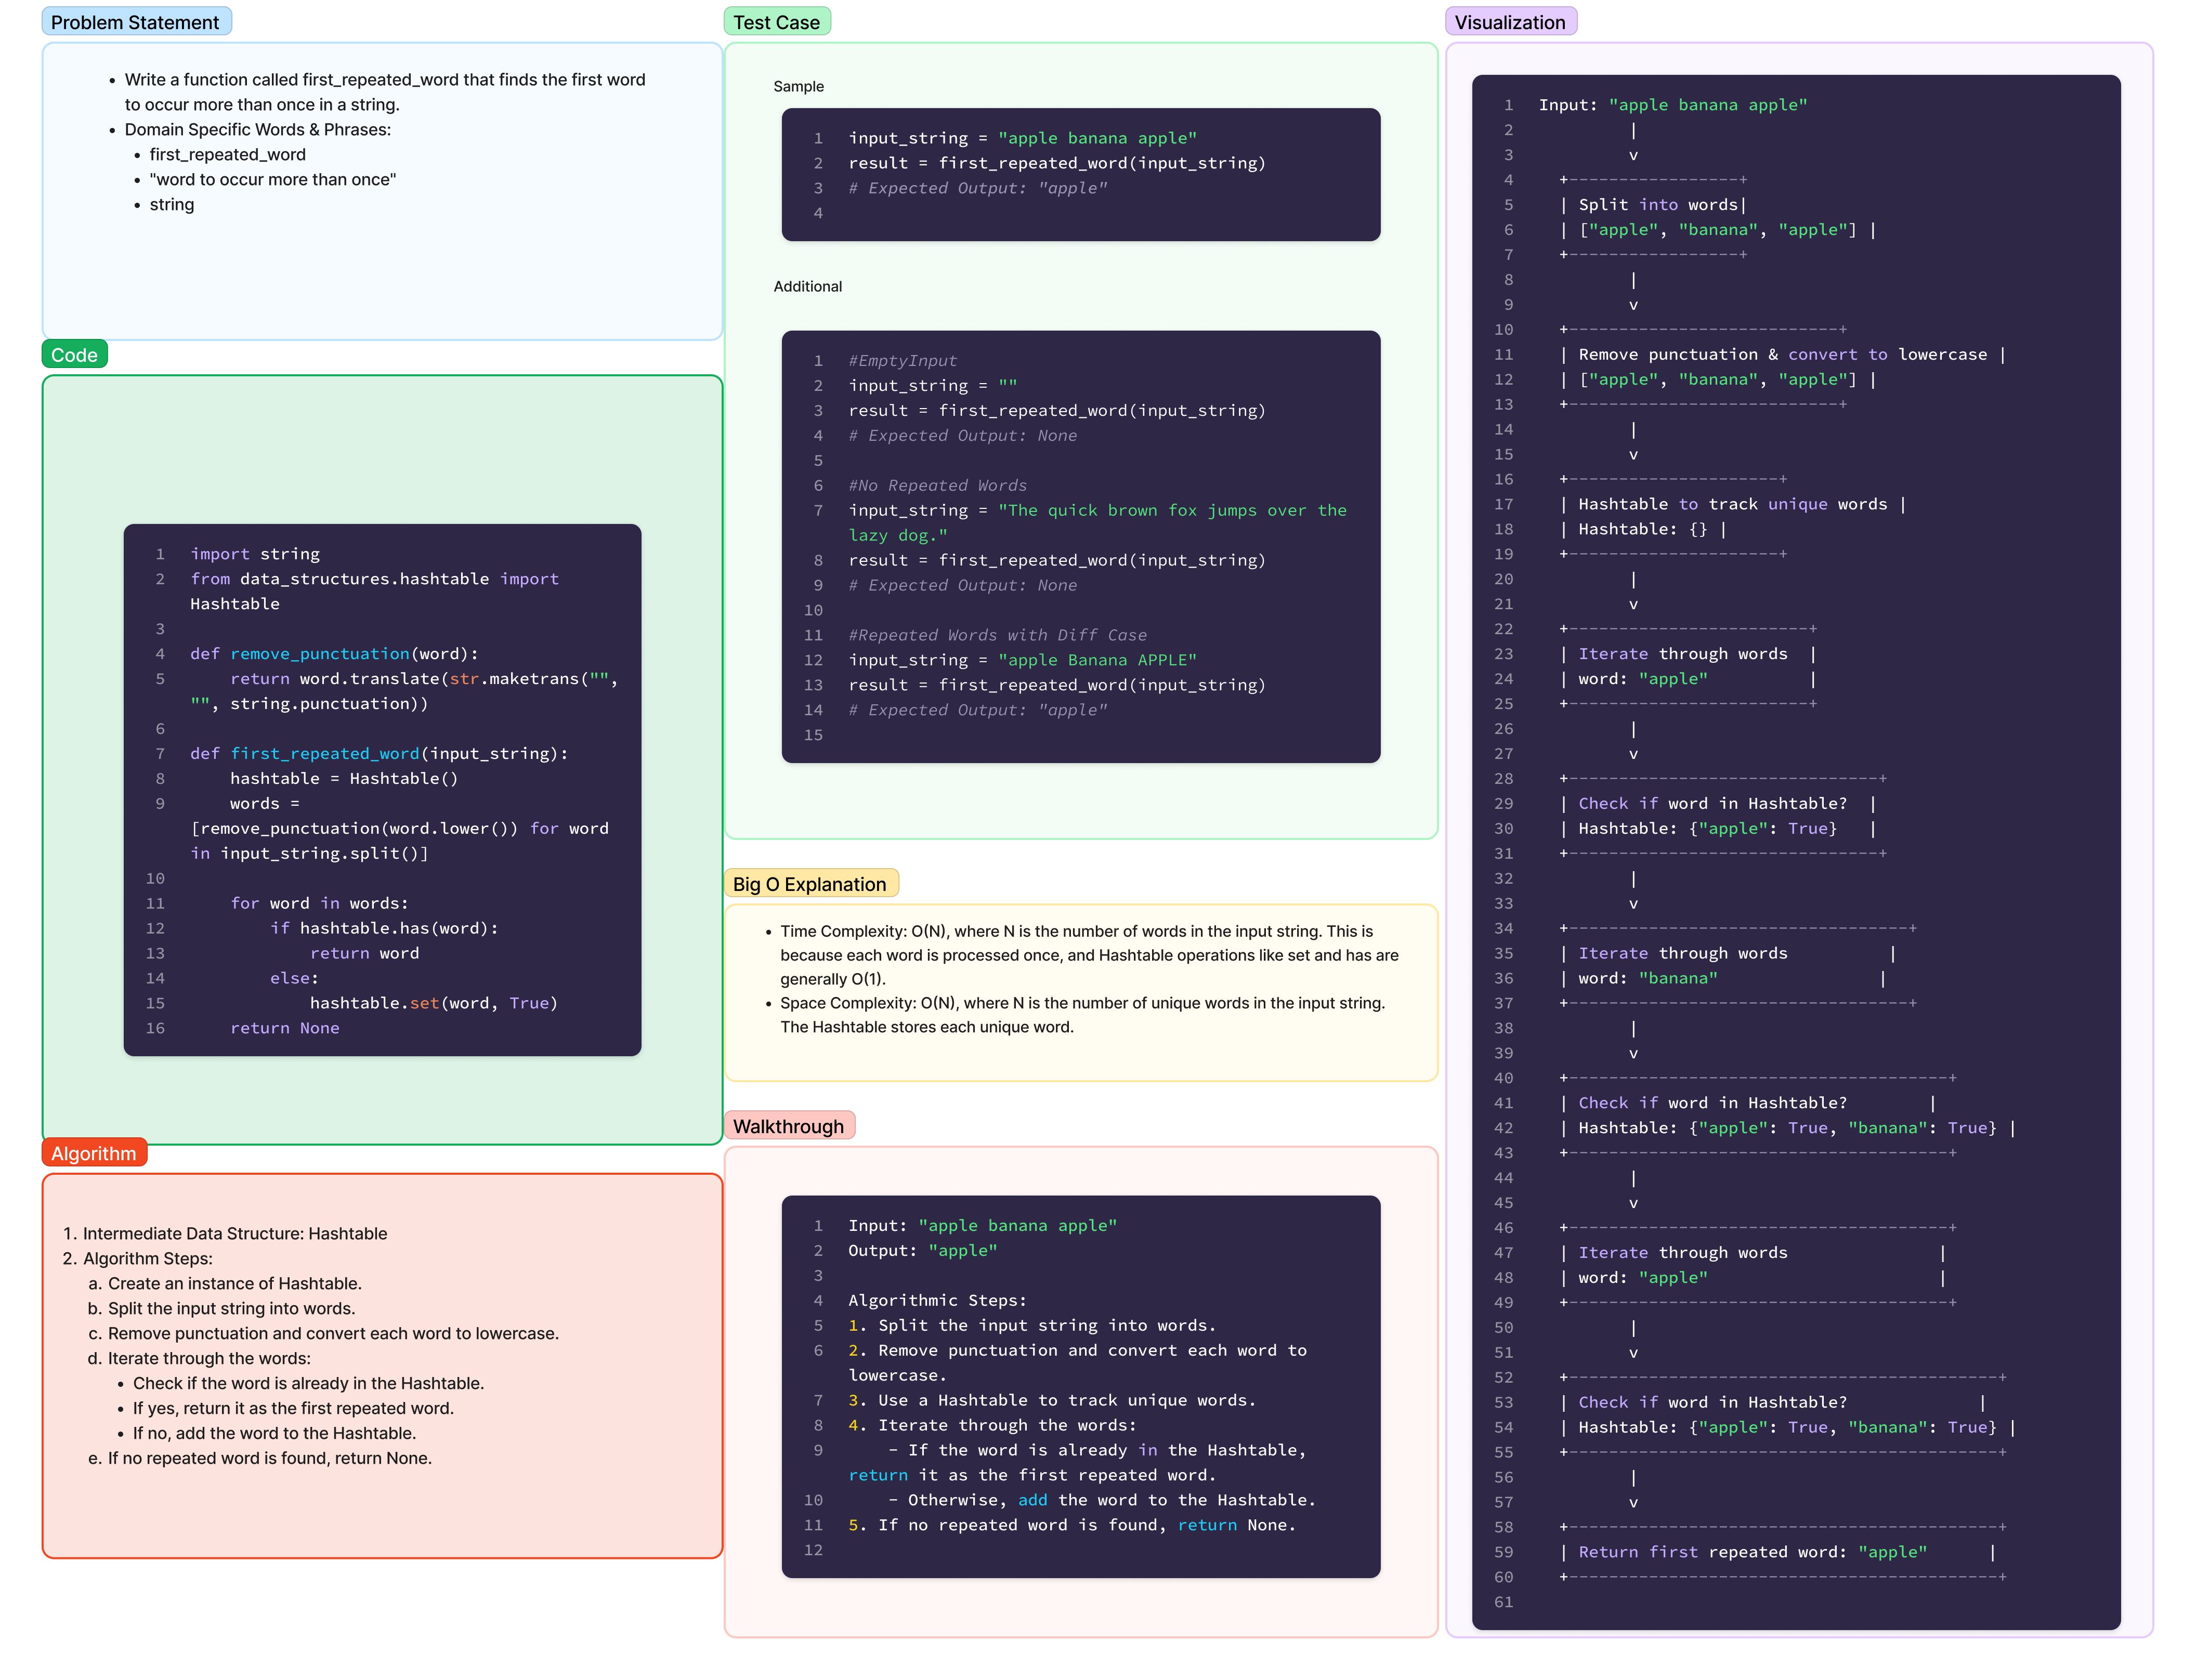 Problem Statement
• Write a function called first_repeated_word that finds the first word
to occur more than once in a string.
• Domain Specific Words & Phrases:
• first_repeated_word
• "word to occur more than once"
• string
Code
1 import string
2 from data_structures.hashtable import
Hashtable
3
4 def remove_punctuation(word):
5     return word.translate(str.maketrans("",
"", string.punctuation))
6
7 def first_repeated_word(input_string):
8     hashtable = Hashtable()
9     words =
[remove_punctuation(word.lower()) for word
in input_string.split()]
10
11     for word in words:
12         if hashtable.has(word):
13             return word
14         else:
15             hashtable.set(word, True)
16     return None
Algorithm
1. Intermediate Data Structure: Hashtable
2. Algorithm Steps:
a. Create an instance of Hashtable.
b. Split the input string into words.
c. Remove punctuation and convert each word to lowercase.
d. Iterate through the words:
• Check if the word is already in the Hashtable.
• If yes, return it as the first repeated word.
• If no, add the word to the Hashtable.
e. If no repeated word is found, return None.
Test Case
Sample
1 input_string = "apple banana apple"
2 result = first_repeated_word(input_string)
3 # Expected Output: "apple"
4
Additional
1 #EmptyInput
2 input_string = ""
3 result = first_repeated_word(input_string)
4 # Expected Output: None
5
6 #No Repeated Words
7 input_string = "The quick brown fox jumps over the
lazy dog."
8 result = first_repeated_word(input_string)
9 # Expected Output: None
10
11 #Repeated Words with Diff Case
12 input_string = "apple Banana APPLE"
13 result = first_repeated_word(input_string)
14 # Expected Output: "apple"
15
Big O Explanation
• Time Complexity: O(N), where N is the number of words in the input string. This is
because each word is processed once, and Hashtable operations like set and has are
generally O(1).
• Space Complexity: O(N), where N is the number of unique words in the input string.
The Hashtable stores each unique word.
Walkthrough
1 Input: "apple banana apple"
2 Output: "apple"
3
4 Algorithmic Steps:
5 1. Split the input string into words.
6 2. Remove punctuation and convert each word to
lowercase.
7 3. Use a Hashtable to track unique words.
8 4. Iterate through the words:
9     - If the word is already in the Hashtable,
return it as the first repeated word.
10     - Otherwise, add the word to the Hashtable.
11 5. If no repeated word is found, return None.
12
Visualization
1 Input: "apple banana apple"
2          |
3          v
4   +-----------------+
5   | Split into words|
6   | ["apple", "banana", "apple"] |
7   +-----------------+
8          |
9          v
10   +---------------------------+
11   | Remove punctuation & convert to lowercase |
12   | ["apple", "banana", "apple"] |
13   +---------------------------+
14          |
15          v
16   +---------------------+
17   | Hashtable to track unique words |
18   | Hashtable: {} |
19   +---------------------+
20          |
21          v
22   +------------------------+
23   | Iterate through words  |
24   | word: "apple"          |
25   +------------------------+
26          |
27          v
28   +-------------------------------+
29   | Check if word in Hashtable?  |
30   | Hashtable: {"apple": True}   |
31   +-------------------------------+
32          |
33          v
34   +----------------------------------+
35   | Iterate through words          |
36   | word: "banana"                |
37   +----------------------------------+
38          |
39          v
40   +--------------------------------------+
41   | Check if word in Hashtable?        |
42   | Hashtable: {"apple": True, "banana": True} |
43   +--------------------------------------+
44          |
45          v
46   +--------------------------------------+
47   | Iterate through words               |
48   | word: "apple"                       |
49   +--------------------------------------+
50          |
51          v
52   +-------------------------------------------+
53   | Check if word in Hashtable?             |
54   | Hashtable: {"apple": True, "banana": True} |
55   +-------------------------------------------+
56          |
57          v
58   +-------------------------------------------+
59   | Return first repeated word: "apple"      |
60   +-------------------------------------------+
61